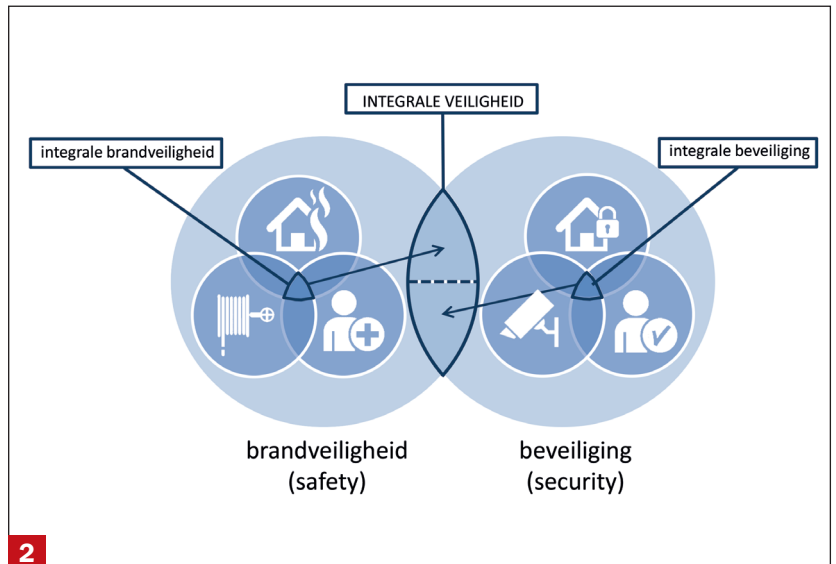 INTEGRALE VEILIGHEID
integrale brandveiligheid
integrale beveiliging
brandveiligheid
(safety)
beveiliging
(security)
2